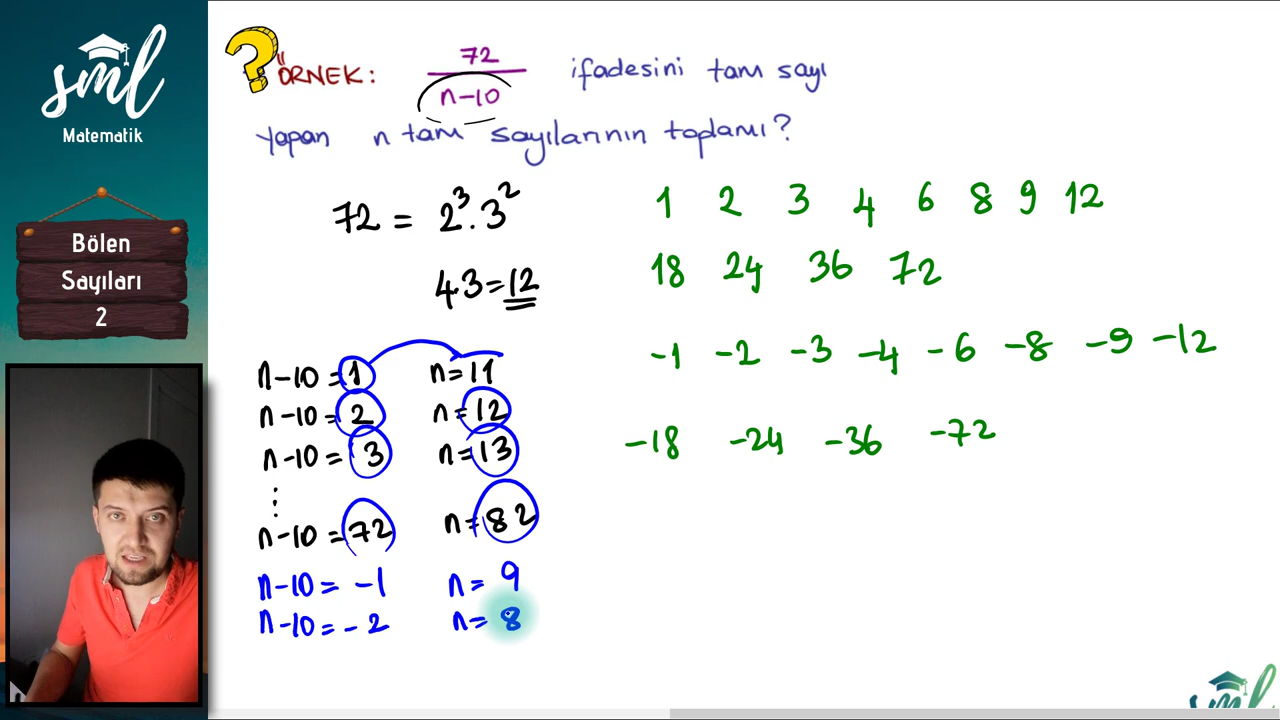 sml
Matematik
Bölen
Sayıları
2
? ÖRNEK: 72/(n-10) ifadesini tam sayı
yapan n tam sayılarının toplamı?
72 = 2³.3²
4.3=12
1 2 3 4 6 8 9 12
18 24 36 72
-1 -2 -3 -4 -6 -8 -9 -12
-18 -24 -36 -72
n-10=1 n=11
n-10=2 n=12
n-10=3 n=13
⋮
n-10=72 n=82
n-10=-1 n=9
n-10=-2 n=8
sml